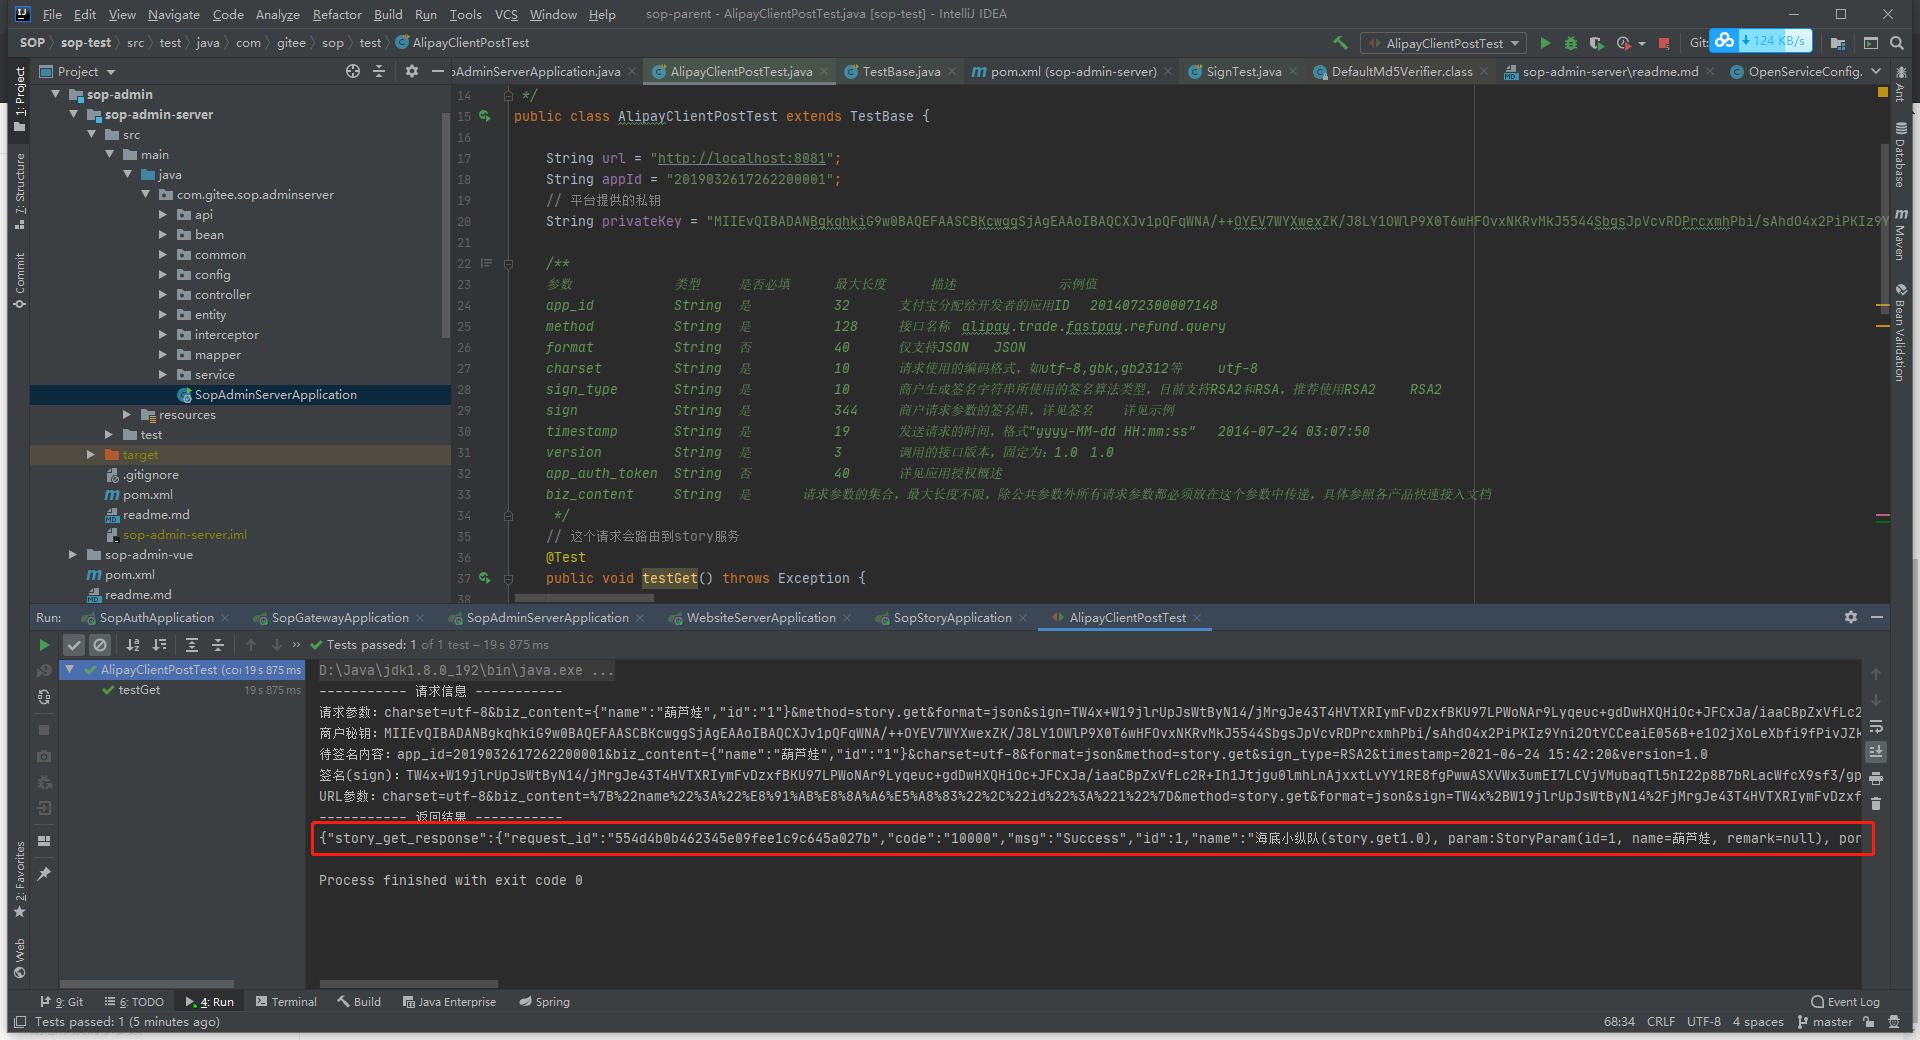 File Edit View Navigate Code Analyze Refactor Build Run Tools VCS Window Help sop-parent - AlipayClientPostTest.java [sop-test] - IntelliJ IDEA
SOP sop-test src test java com gitee sop test AlipayClientPostTest AlipayClientPostTest Git: 124 KB/s
Project pAdminServerApplication.java AlipayClientPostTest.java TestBase.java pom.xml (sop-admin-server) SignTest.java DefaultMd5Verifier.class sop-admin-server\readme.md OpenServiceConfig.
1: Project
7: Structure
Commit
2: Favorites
Web
sop-admin
sop-admin-server
src
main
java
com.gitee.sop.adminserver
api
bean
common
config
controller
entity
interceptor
mapper
service
SopAdminServerApplication
resources
test
target
.gitignore
pom.xml
readme.md
sop-admin-server.iml
sop-admin-vue
pom.xml
readme.md
14 */
15 public class AlipayClientPostTest extends TestBase {
16
17 String url = "http://localhost:8081";
18 String appId = "2019032617262200001";
19 // 平台提供的私钥
20 String privateKey = "MIIEvQIBADANBgkqhkiG9w0BAQEFAASCBKcwggSjAgEAAoIBAQCXJv1pQFqWNA/++OYEV7WYXwexZK/J8LY1OWlP9X0T6wHFOvxNKRvMkJ5544SbgsJpVcvRDPrcxmhPbi/sAhdO4x2PiPKIz9Y
21
22 /**
23 参数 类型 是否必填 最大长度 描述 示例值
24 app_id String 是 32 支付宝分配给开发者的应用ID 2014072300007148
25 method String 是 128 接口名称 alipay.trade.fastpay.refund.query
26 format String 否 40 仅支持JSON JSON
27 charset String 是 10 请求使用的编码格式，如utf-8,gbk,gb2312等 utf-8
28 sign_type String 是 10 商户生成签名字符串所使用的签名算法类型，目前支持RSA2和RSA，推荐使用RSA2 RSA2
29 sign String 是 344 商户请求参数的签名串，详见签名 详见示例
30 timestamp String 是 19 发送请求的时间，格式"yyyy-MM-dd HH:mm:ss" 2014-07-24 03:07:50
31 version String 是 3 调用的接口版本，固定为：1.0 1.0
32 app_auth_token String 否 40 详见应用授权概述
33 biz_content String 是 请求参数的集合，最大长度不限，除公共参数外所有请求参数都必须放在这个参数中传递，具体参照各产品快速接入文档
34 */
35 // 这个请求会路由到story服务
36 @Test
37 public void testGet() throws Exception {
38
Ant
Database
Maven
Bean Validation
Run: SopAuthApplication SopGatewayApplication SopAdminServerApplication WebsiteServerApplication SopStoryApplication AlipayClientPostTest
Tests passed: 1 of 1 test – 19 s 875 ms
AlipayClientPostTest (cor 19 s 875 ms
testGet 19 s 875 ms
D:\Java\jdk1.8.0_192\bin\java.exe ...
----------- 请求信息 -----------
请求参数：charset=utf-8&biz_content={"name":"葫芦娃","id":"1"}&method=story.get&format=json&sign=TW4x+W19jlrUpJsWtByN14/jMrgJe43T4HVTXRIymFvDzxfBKU97LPWoNAr9Lyqeuc+gdDwHXQHiOc+JFCxJa/iaaCBpZxVfLc2
商户秘钥：MIIEvQIBADANBgkqhkiG9w0BAQEFAASCBKcwggSjAgEAAoIBAQCXJv1pQFqWNA/++OYEV7WYXwexZK/J8LY1OWlP9X0T6wHFOvxNKRvMkJ5544SbgsJpVcvRDPrcxmhPbi/sAhdO4x2PiPKIz9Yni2OtYCCeaiE056B+e1O2jXoLeXbfi9fPivJZk
待签名内容：app_id=2019032617262200001&biz_content={"name":"葫芦娃","id":"1"}&charset=utf-8&format=json&method=story.get&sign_type=RSA2&timestamp=2021-06-24 15:42:20&version=1.0
签名(sign)：TW4x+W19jlrUpJsWtByN14/jMrgJe43T4HVTXRIymFvDzxfBKU97LPWoNAr9Lyqeuc+gdDwHXQHiOc+JFCxJa/iaaCBpZxVfLc2R+Ih1Jtjgu0lmhLnAjxxtLvYY1RE8fgPwwASXVWx3umEI7LCVjVMubaqTl5hI22p8B7bRLacWfcX9sf3/gp
URL参数：charset=utf-8&biz_content=%7B%22name%22%3A%22%E8%91%AB%E8%8A%A6%E5%A8%83%22%2C%22id%22%3A%221%22%7D&method=story.get&format=json&sign=TW4x%2BW19jlrUpJsWtByN14%2FjMrgJe43T4HVTXRIymFvDzxf
----------- 返回结果 -----------
{"story_get_response":{"request_id":"554d4b0b462345e09fee1c9c645a027b","code":"10000","msg":"Success","id":1,"name":"海底小纵队(story.get1.0), param:StoryParam(id=1, name=葫芦娃, remark=null), por
Process finished with exit code 0
9: Git 6: TODO 4: Run Terminal Build Java Enterprise Spring Event Log
Tests passed: 1 (5 minutes ago) 68:34 CRLF UTF-8 4 spaces master